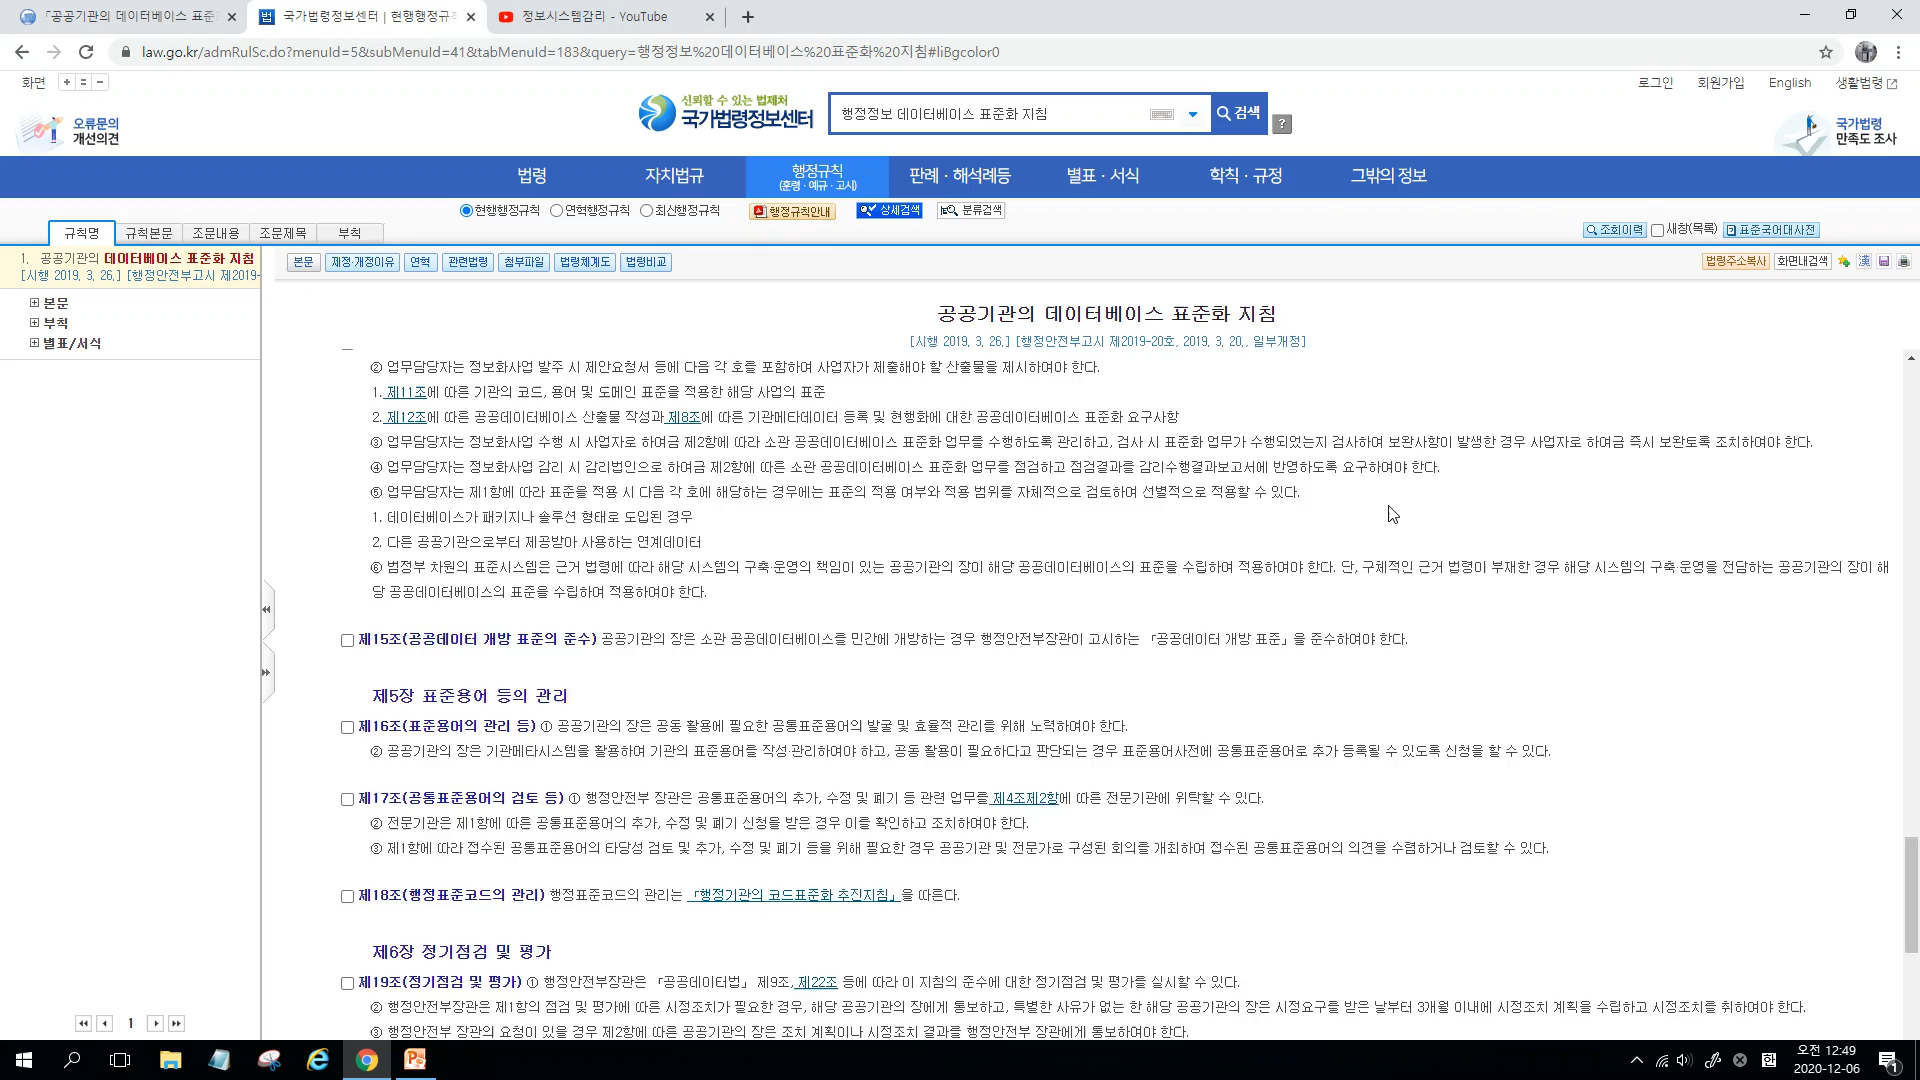 「공공기관의 데이터베이스 표준
국가법령정보센터 | 현행행정규칙
정보시스템감리 - YouTube
law.go.kr/admRulSc.do?menuId=5&subMenuId=41&tabMenuId=183&query=행정정보%20데이터베이스%20표준화%20지침#liBgcolor0
화면
로그인 회원가입 English 생활법령
오류문의
개선의견
신뢰할 수 있는 법제처
국가법령정보센터
행정정보 데이터베이스 표준화 지침
검색
?
국가법령
만족도 조사
법령 자치법규 행정규칙 판례·해석례등 별표·서식 학칙·규정 그밖의 정보
(훈령·예규·고시)
현행행정규칙 연혁행정규칙 최신행정규칙 행정규칙안내 상세검색 분류검색
규칙명 규칙본문 조문내용 조문제목 부칙
조회이력 새창(목록) 표준국어대사전
1. 공공기관의 데이터베이스 표준화 지침
[시행 2019. 3. 26.] [행정안전부고시 제2019-
본문
부칙
별표/서식
본문 제정·개정이유 연혁 관련법령 첨부파일 법령체계도 법령비교
법령주소복사 화면내검색 漢
공공기관의 데이터베이스 표준화 지침
[시행 2019. 3. 26.] [행정안전부고시 제2019-20호, 2019. 3. 20., 일부개정]
② 업무담당자는 정보화사업 발주 시 제안요청서 등에 다음 각 호를 포함하여 사업자가 제출해야 할 산출물을 제시하여야 한다.
1. 제11조에 따른 기관의 코드, 용어 및 도메인 표준을 적용한 해당 사업의 표준
2. 제12조에 따른 공공데이터베이스 산출물 작성과 제8조에 따른 기관메타데이터 등록 및 현행화에 대한 공공데이터베이스 표준화 요구사항
③ 업무담당자는 정보화사업 수행 시 사업자로 하여금 제2항에 따라 소관 공공데이터베이스 표준화 업무를 수행하도록 관리하고, 검사 시 표준화 업무가 수행되었는지 검사하여 보완사항이 발생한 경우 사업자로 하여금 즉시 보완토록 조치하여야 한다.
④ 업무담당자는 정보화사업 감리 시 감리법인으로 하여금 제2항에 따른 소관 공공데이터베이스 표준화 업무를 점검하고 점검결과를 감리수행결과보고서에 반영하도록 요구하여야 한다.
⑤ 업무담당자는 제1항에 따라 표준을 적용 시 다음 각 호에 해당하는 경우에는 표준의 적용 여부와 적용 범위를 자체적으로 검토하여 선별적으로 적용할 수 있다.
1. 데이터베이스가 패키지나 솔루션 형태로 도입된 경우
2. 다른 공공기관으로부터 제공받아 사용하는 연계데이터
⑥ 범정부 차원의 표준시스템은 근거 법령에 따라 해당 시스템의 구축·운영의 책임이 있는 공공기관의 장이 해당 공공데이터베이스의 표준을 수립하여 적용하여야 한다. 단, 구체적인 근거 법령이 부재한 경우 해당 시스템의 구축·운영을 전담하는 공공기관의 장이 해
당 공공데이터베이스의 표준을 수립하여 적용하여야 한다.
제15조(공공데이터 개방 표준의 준수) 공공기관의 장은 소관 공공데이터베이스를 민간에 개방하는 경우 행정안전부장관이 고시하는 「공공데이터 개방 표준」을 준수하여야 한다.
제5장 표준용어 등의 관리
제16조(표준용어의 관리 등) ① 공공기관의 장은 공동 활용에 필요한 공통표준용어의 발굴 및 효율적 관리를 위해 노력하여야 한다.
② 공공기관의 장은 기관메타시스템을 활용하여 기관의 표준용어를 작성·관리하여야 하고, 공동 활용이 필요하다고 판단되는 경우 표준용어사전에 공통표준용어로 추가 등록될 수 있도록 신청을 할 수 있다.
제17조(공통표준용어의 검토 등) ① 행정안전부 장관은 공통표준용어의 추가, 수정 및 폐기 등 관련 업무를 제4조제2항에 따른 전문기관에 위탁할 수 있다.
② 전문기관은 제1항에 따른 공통표준용어의 추가, 수정 및 폐기 신청을 받은 경우 이를 확인하고 조치하여야 한다.
③ 제1항에 따라 접수된 공통표준용어의 타당성 검토 및 추가, 수정 및 폐기 등을 위해 필요한 경우 공공기관 및 전문가로 구성된 회의를 개최하여 접수된 공통표준용어의 의견을 수렴하거나 검토할 수 있다.
제18조(행정표준코드의 관리) 행정표준코드의 관리는 「행정기관의 코드표준화 추진지침」을 따른다.
제6장 정기점검 및 평가
제19조(정기점검 및 평가) ① 행정안전부장관은 「공공데이터법」 제9조, 제22조 등에 따라 이 지침의 준수에 대한 정기점검 및 평가를 실시할 수 있다.
② 행정안전부장관은 제1항의 점검 및 평가에 따른 시정조치가 필요한 경우, 해당 공공기관의 장에게 통보하고, 특별한 사유가 없는 한 해당 공공기관의 장은 시정요구를 받은 날부터 3개월 이내에 시정조치 계획을 수립하고 시정조치를 취하여야 한다.
③ 행정안전부 장관의 요청이 있을 경우 제2항에 따른 공공기관의 장은 조치 계획이나 시정조치 결과를 행정안전부 장관에게 통보하여야 한다.
1
한
오전 12:49
2020-12-06
1